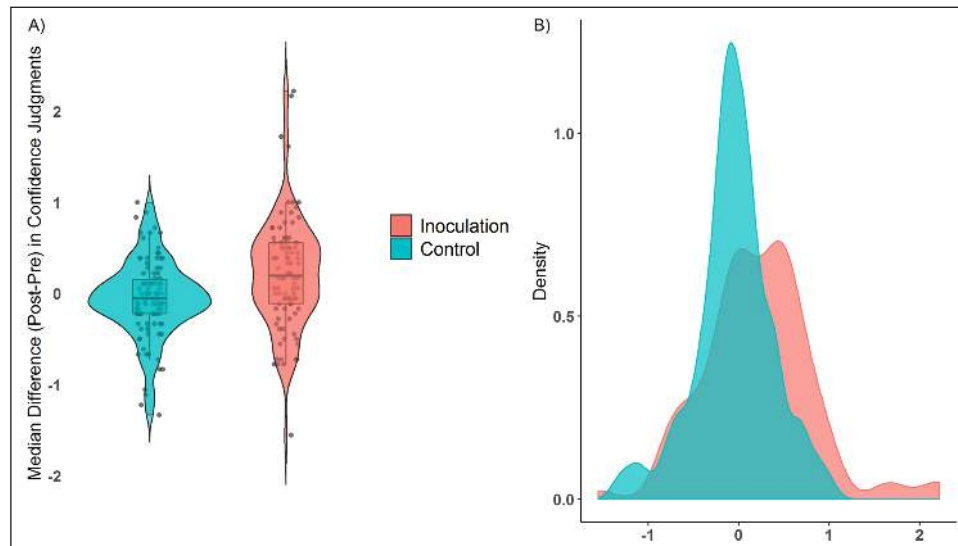 A)
Median Difference (Post-Pre) in Confidence Judgments
2
1
0
-1
-2
Inoculation
Control
B)
Density
1.0
0.5
0.0
-1
0
1
2